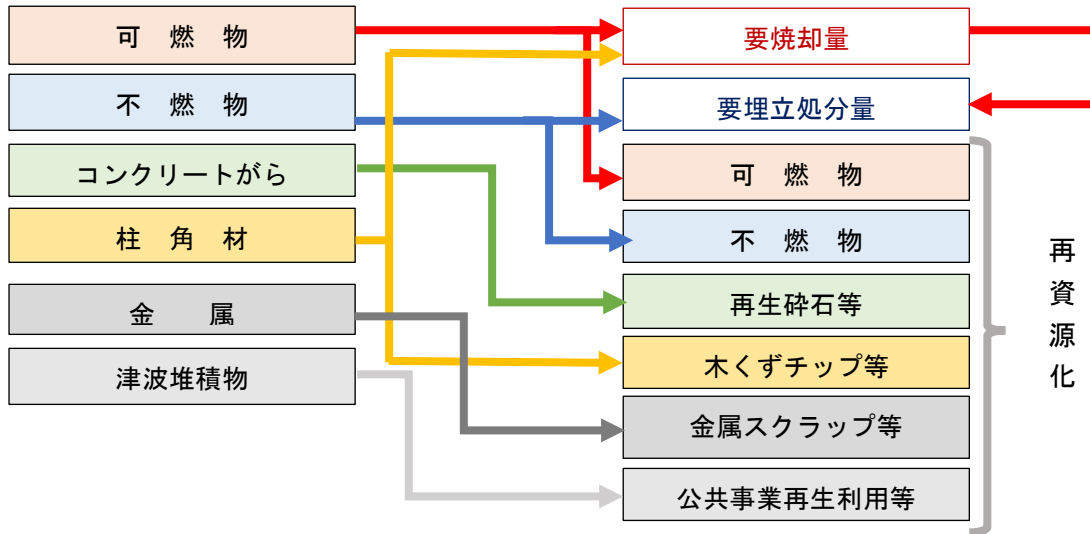 可燃物
不燃物
コンクリートがら
柱角材
金属
津波堆積物
要焼却量
要埋立処分量
可燃物
不燃物
再生砕石等
木くずチップ等
金属スクラップ等
公共事業再生利用等
再資源化